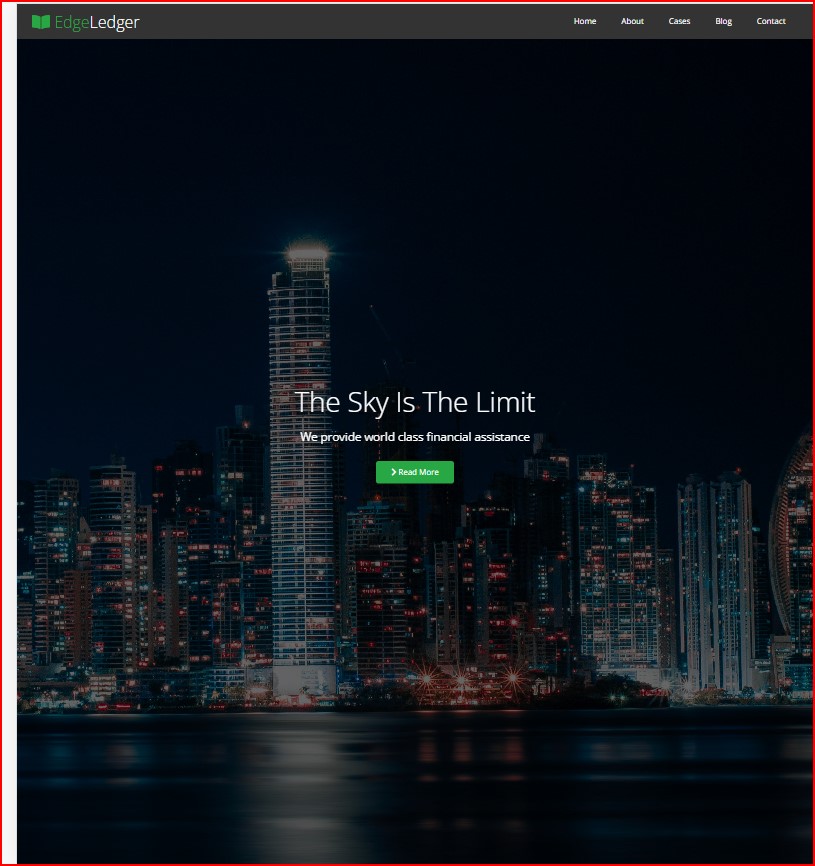 EdgeLedger
Home About Cases Blog Contact
The Sky Is The Limit
We provide world class financial assistance
Read More